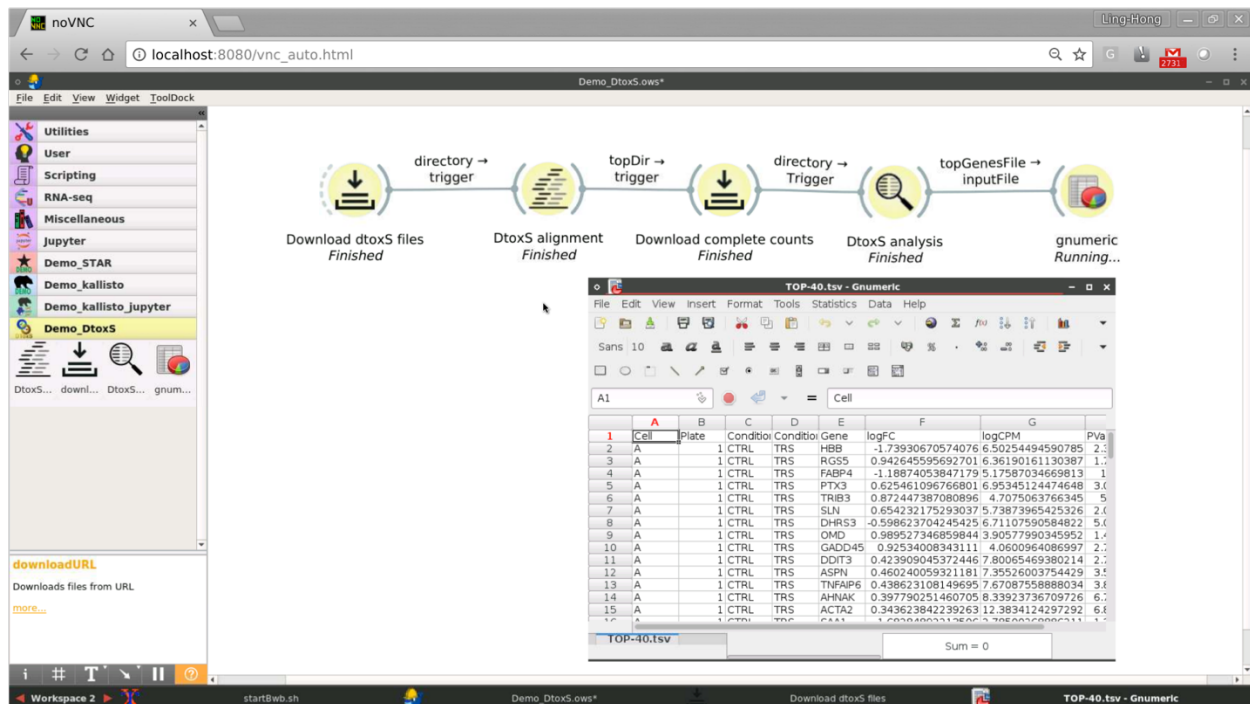 noVNC
Ling-Hong
localhost:8080/vnc_auto.html
2731
Demo_DtoxS.ows*
File Edit View Widget ToolDock
Utilities
User
Scripting
RNA-seq
Miscellaneous
Jupyter
Demo_STAR
Demo_kallisto
Demo_kallisto_jupyter
Demo_DtoxS
DtoxS... downl... DtoxS... gnum...
directory → trigger
topDir → trigger
directory → Trigger
topGenesFile → inputFile
Download dtoxS files
Finished
DtoxS alignment
Finished
Download complete counts
Finished
DtoxS analysis
Finished
gnumeric
Running...
TOP-40.tsv - Gnumeric
File Edit View Insert Format Tools Statistics Data Help
Sans 10
A1 = Cell
A B C D E F G
1 Cell Plate Condition Condition Gene logFC logCPM PVa
2 A 1 CTRL TRS HBB -1.73930670574076 6.50254494590785
3 A 1 CTRL TRS RGS5 0.942645595692701 6.36190161130387
4 A 1 CTRL TRS FABP4 -1.18874053847179 5.17587034669813
5 A 1 CTRL TRS PTX3 0.625461096766801 6.95345124474648
6 A 1 CTRL TRS TRIB3 0.872447387080896 4.7075063766345
7 A 1 CTRL TRS SLN 0.654232175293037 5.73873965425326
8 A 1 CTRL TRS DHRS3 -0.598623704245425 6.71107590584822
9 A 1 CTRL TRS OMD 0.989527346859844 3.90577990345952
10 A 1 CTRL TRS GADD45 0.92534008343111 4.0600964086997
11 A 1 CTRL TRS DDIT3 0.423909045372446 7.80065469380214
12 A 1 CTRL TRS ASPN 0.460240059321181 7.35526003754429
13 A 1 CTRL TRS TNFAIP6 0.438623108149695 7.67087558888034
14 A 1 CTRL TRS AHNAK 0.397790251460705 8.33923736709726
15 A 1 CTRL TRS ACTA2 0.343623842239263 12.3834124297292
TOP-40.tsv
Sum = 0
downloadURL
Downloads files from URL
more...
Workspace 2
startBwb.sh
Demo_DtoxS.ows*
Download dtoxS files
TOP-40.tsv - Gnumeric